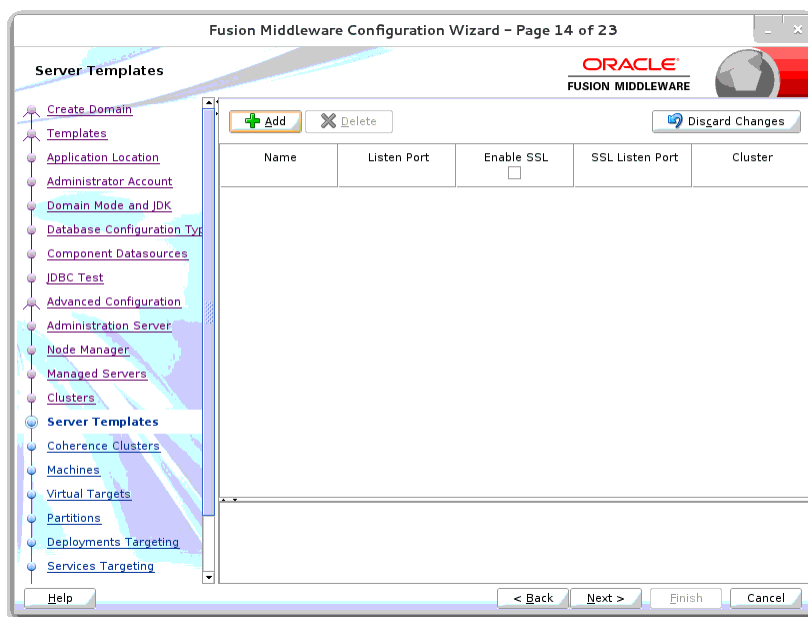 Fusion Middleware Configuration Wizard – Page 14 of 23
Server Templates
ORACLE
FUSION MIDDLEWARE
Create Domain
Templates
Application Location
Administrator Account
Domain Mode and JDK
Database Configuration Typ
Component Datasources
JDBC Test
Advanced Configuration
Administration Server
Node Manager
Managed Servers
Clusters
Server Templates
Coherence Clusters
Machines
Virtual Targets
Partitions
Deployments Targeting
Services Targeting
Add
Delete
Discard Changes
Name
Listen Port
Enable SSL
SSL Listen Port
Cluster
Help
< Back
Next >
Finish
Cancel